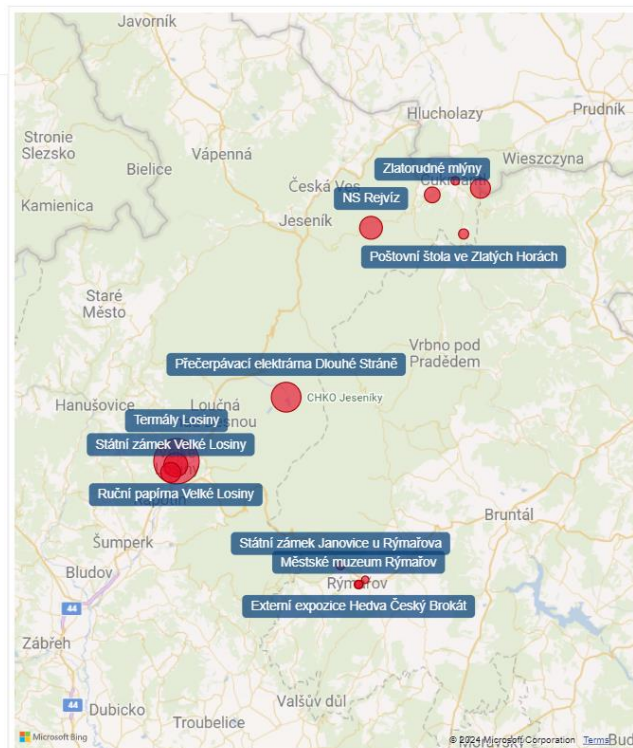 Javorník
Hlucholazy
Prudník
Stronie
Slezsko
Vápenná
Bielice
Zlatorudné mlýny
Wieszczyna
Česká Ves
Kamienica
NS Rejvíz
Jeseník
Poštovní štola ve Zlatých Horách
Staré
Město
Vrbno pod
Pradědem
Přečerpávací elektrárna Dlouhé Stráně
CHKO Jeseníky
Hanušovice
Loučná
Termály Losiny
Státní zámek Velké Losiny
Ruční papírna Velké Losiny
Bruntál
Šumperk
Státní zámek Janovice u Rýmařova
Městské muzeum Rýmařov
Bludov
Rýmařov
Externí expozice Hedva Český Brokát
44
Zábřeh
Valšův důl
44
Dubicko
Troubelice
Microsoft Bing
© 2024 Microsoft Corporation Terms